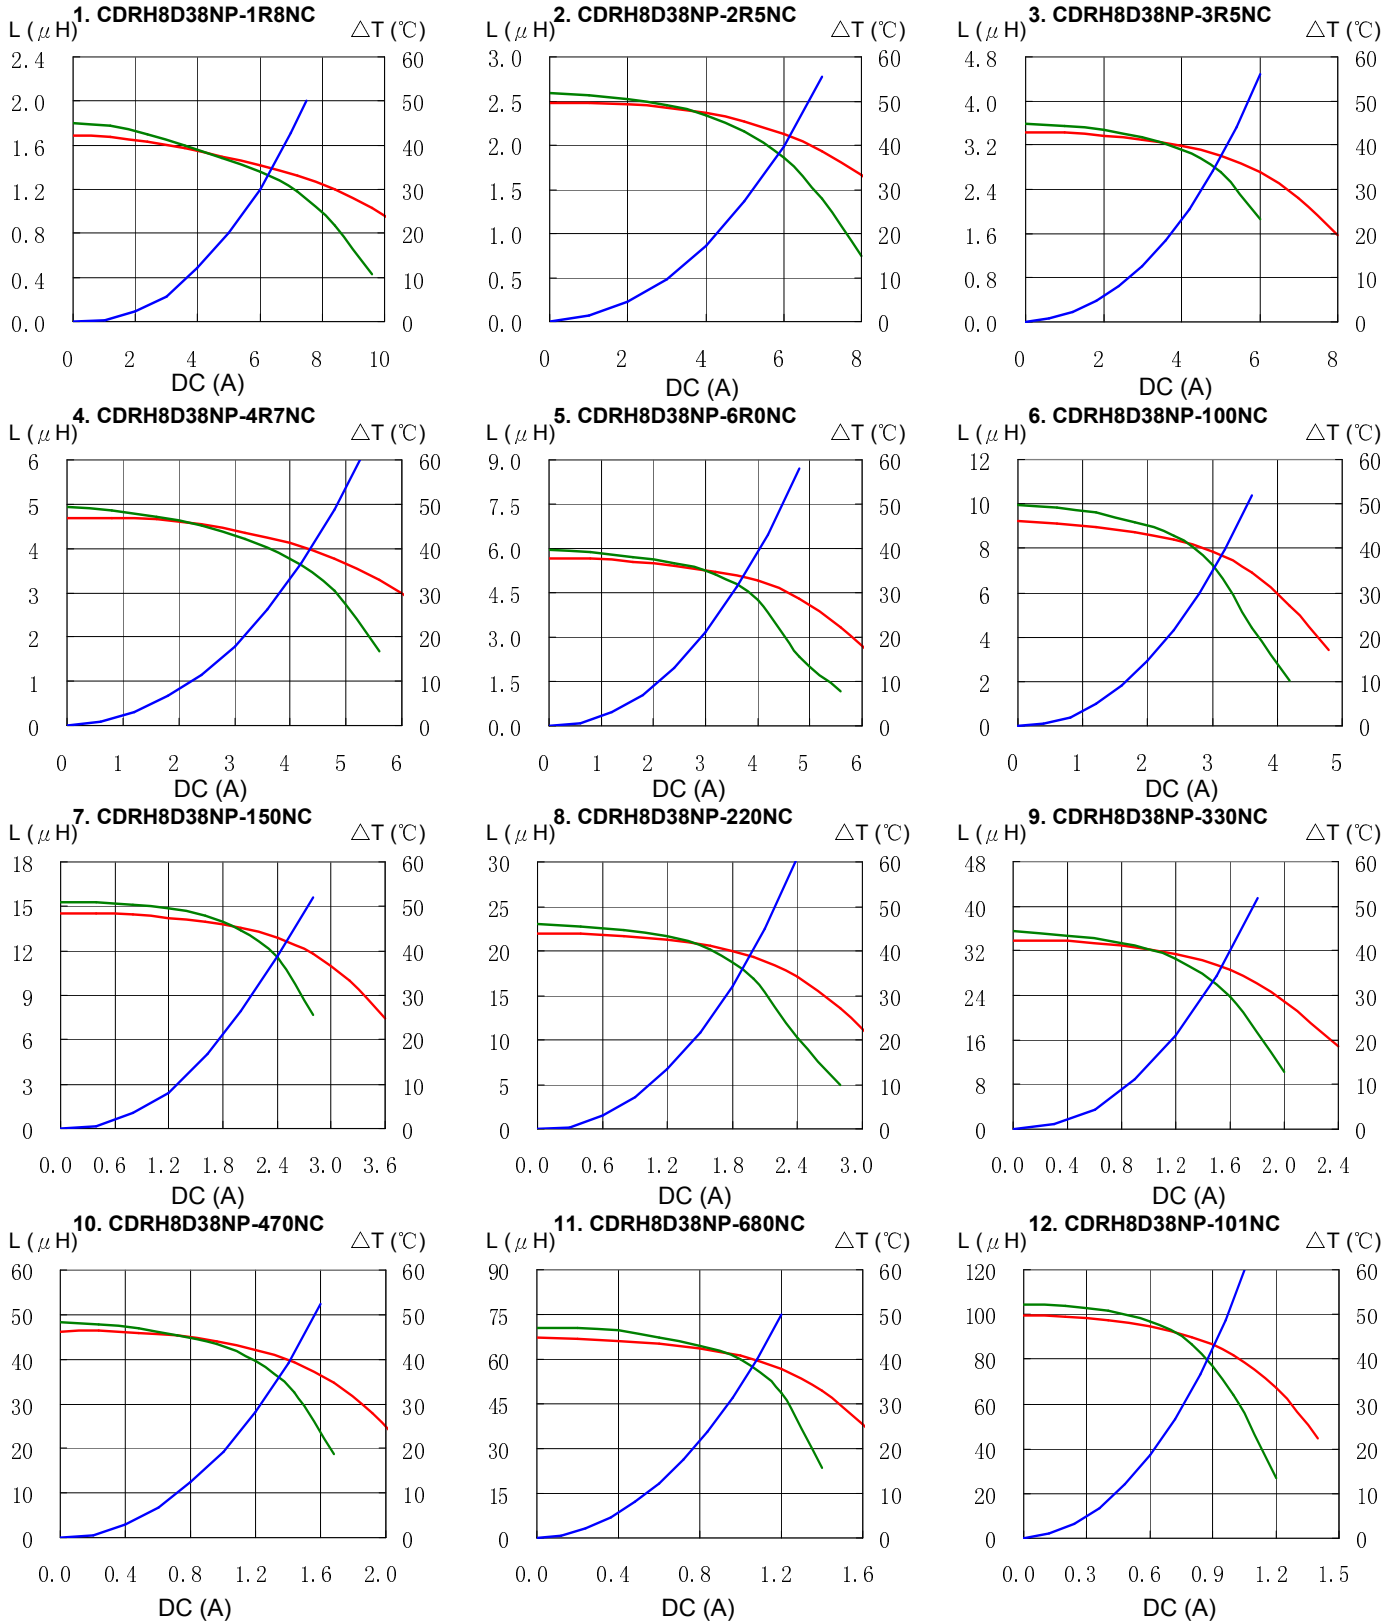 1. CDRH8D38NP-1R8NC
L (μH) △T (℃)
2.4 60
2.0 50
1.6 40
1.2 30
0.8 20
0.4 10
0.0 0
0 2 4 6 8 10
DC (A)
2. CDRH8D38NP-2R5NC
L (μH) △T (℃)
3.0 60
2.5 50
2.0 40
1.5 30
1.0 20
0.5 10
0.0 0
0 2 4 6 8
DC (A)
3. CDRH8D38NP-3R5NC
L (μH) △T (℃)
4.8 60
4.0 50
3.2 40
2.4 30
1.6 20
0.8 10
0.0 0
0 2 4 6 8
DC (A)
4. CDRH8D38NP-4R7NC
L (μH) △T (℃)
6 60
5 50
4 40
3 30
2 20
1 10
0 0
0 1 2 3 4 5 6
DC (A)
5. CDRH8D38NP-6R0NC
L (μH) △T (℃)
9.0 60
7.5 50
6.0 40
4.5 30
3.0 20
1.5 10
0.0 0
0 1 2 3 4 5 6
DC (A)
6. CDRH8D38NP-100NC
L (μH) △T (℃)
12 60
10 50
8 40
6 30
4 20
2 10
0 0
0 1 2 3 4 5
DC (A)
7. CDRH8D38NP-150NC
L (μH) △T (℃)
18 60
15 50
12 40
9 30
6 20
3 10
0 0
0.0 0.6 1.2 1.8 2.4 3.0 3.6
DC (A)
8. CDRH8D38NP-220NC
L (μH) △T (℃)
30 60
25 50
20 40
15 30
10 20
5 10
0 0
0.0 0.6 1.2 1.8 2.4 3.0
DC (A)
9. CDRH8D38NP-330NC
L (μH) △T (℃)
48 60
40 50
32 40
24 30
16 20
8 10
0 0
0.0 0.4 0.8 1.2 1.6 2.0 2.4
DC (A)
10. CDRH8D38NP-470NC
L (μH) △T (℃)
60 60
50 50
40 40
30 30
20 20
10 10
0 0
0.0 0.4 0.8 1.2 1.6 2.0
DC (A)
11. CDRH8D38NP-680NC
L (μH) △T (℃)
90 60
75 50
60 40
45 30
30 20
15 10
0 0
0.0 0.4 0.8 1.2 1.6
DC (A)
12. CDRH8D38NP-101NC
L (μH) △T (℃)
120 60
100 50
80 40
60 30
40 20
20 10
0 0
0.0 0.3 0.6 0.9 1.2 1.5
DC (A)